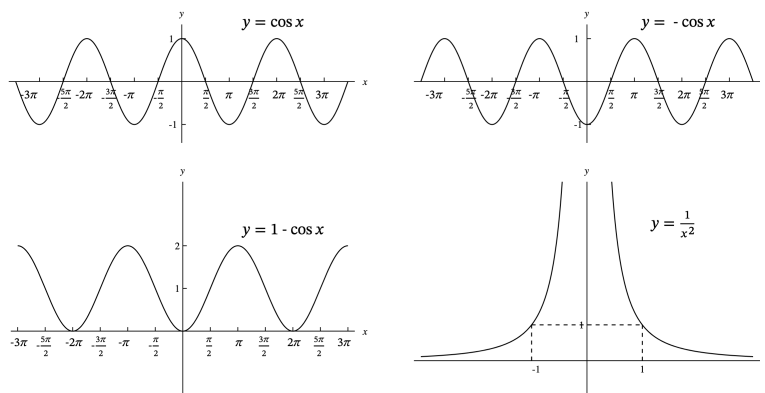 y
y = cos x
1
-3π -5π/2 -2π -3π/2 -π -π/2 π/2 π 3π/2 2π 5π/2 3π x
-1
y
y = - cos x
1
-3π -5π/2 -2π -3π/2 -π -π/2 π/2 π 3π/2 2π 5π/2 3π
-1
y
y = 1 - cos x
2
1
x
-3π -5π/2 -2π -3π/2 -π -π/2 π/2 π 3π/2 2π 5π/2 3π
y
y = 1/x²
1
-1 1